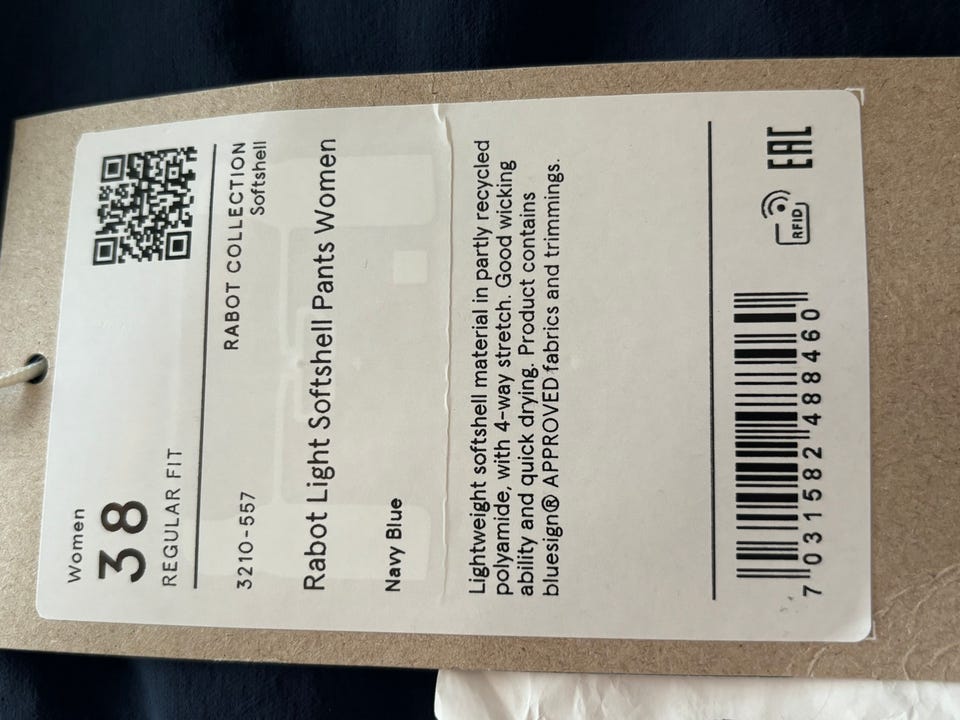 Women
38
REGULAR FIT
3210-557
RABOT COLLECTION
Softshell
Rabot Light Softshell Pants Women
Navy Blue
Lightweight softshell material in partly recycled
polyamide, with 4-way stretch. Good wicking
ability and quick drying. Product contains
bluesign® APPROVED fabrics and trimmings.
7 031582 488460
RFID
EAC